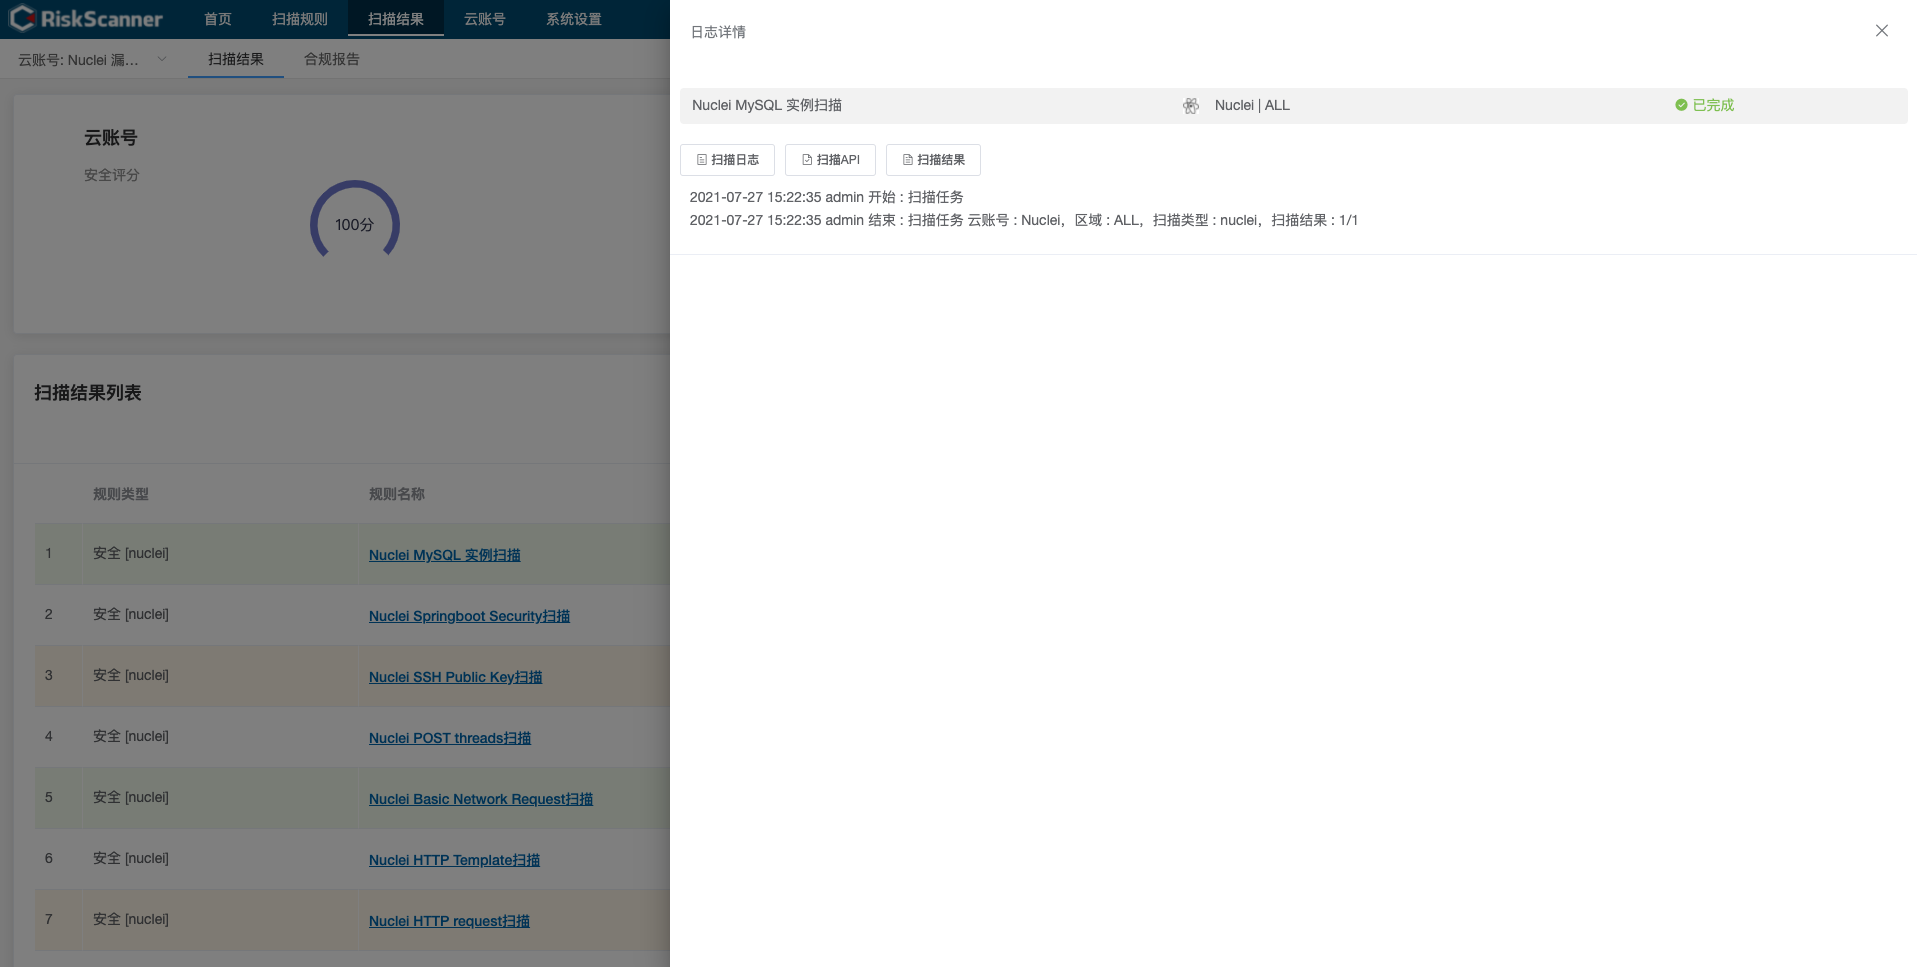 RiskScanner
首页 扫描规则 扫描结果 云账号 系统设置
云账号: Nuclei 漏... 扫描结果 合规报告
云账号
安全评分
100分
扫描结果列表
规则类型 规则名称
1 安全 [nuclei] Nuclei MySQL 实例扫描
2 安全 [nuclei] Nuclei Springboot Security扫描
3 安全 [nuclei] Nuclei SSH Public Key扫描
4 安全 [nuclei] Nuclei POST threads扫描
5 安全 [nuclei] Nuclei Basic Network Request扫描
6 安全 [nuclei] Nuclei HTTP Template扫描
7 安全 [nuclei] Nuclei HTTP request扫描
日志详情
Nuclei MySQL 实例扫描 Nuclei | ALL 已完成
扫描日志 扫描API 扫描结果
2021-07-27 15:22:35 admin 开始 : 扫描任务
2021-07-27 15:22:35 admin 结束 : 扫描任务 云账号 : Nuclei，区域 : ALL，扫描类型 : nuclei，扫描结果 : 1/1